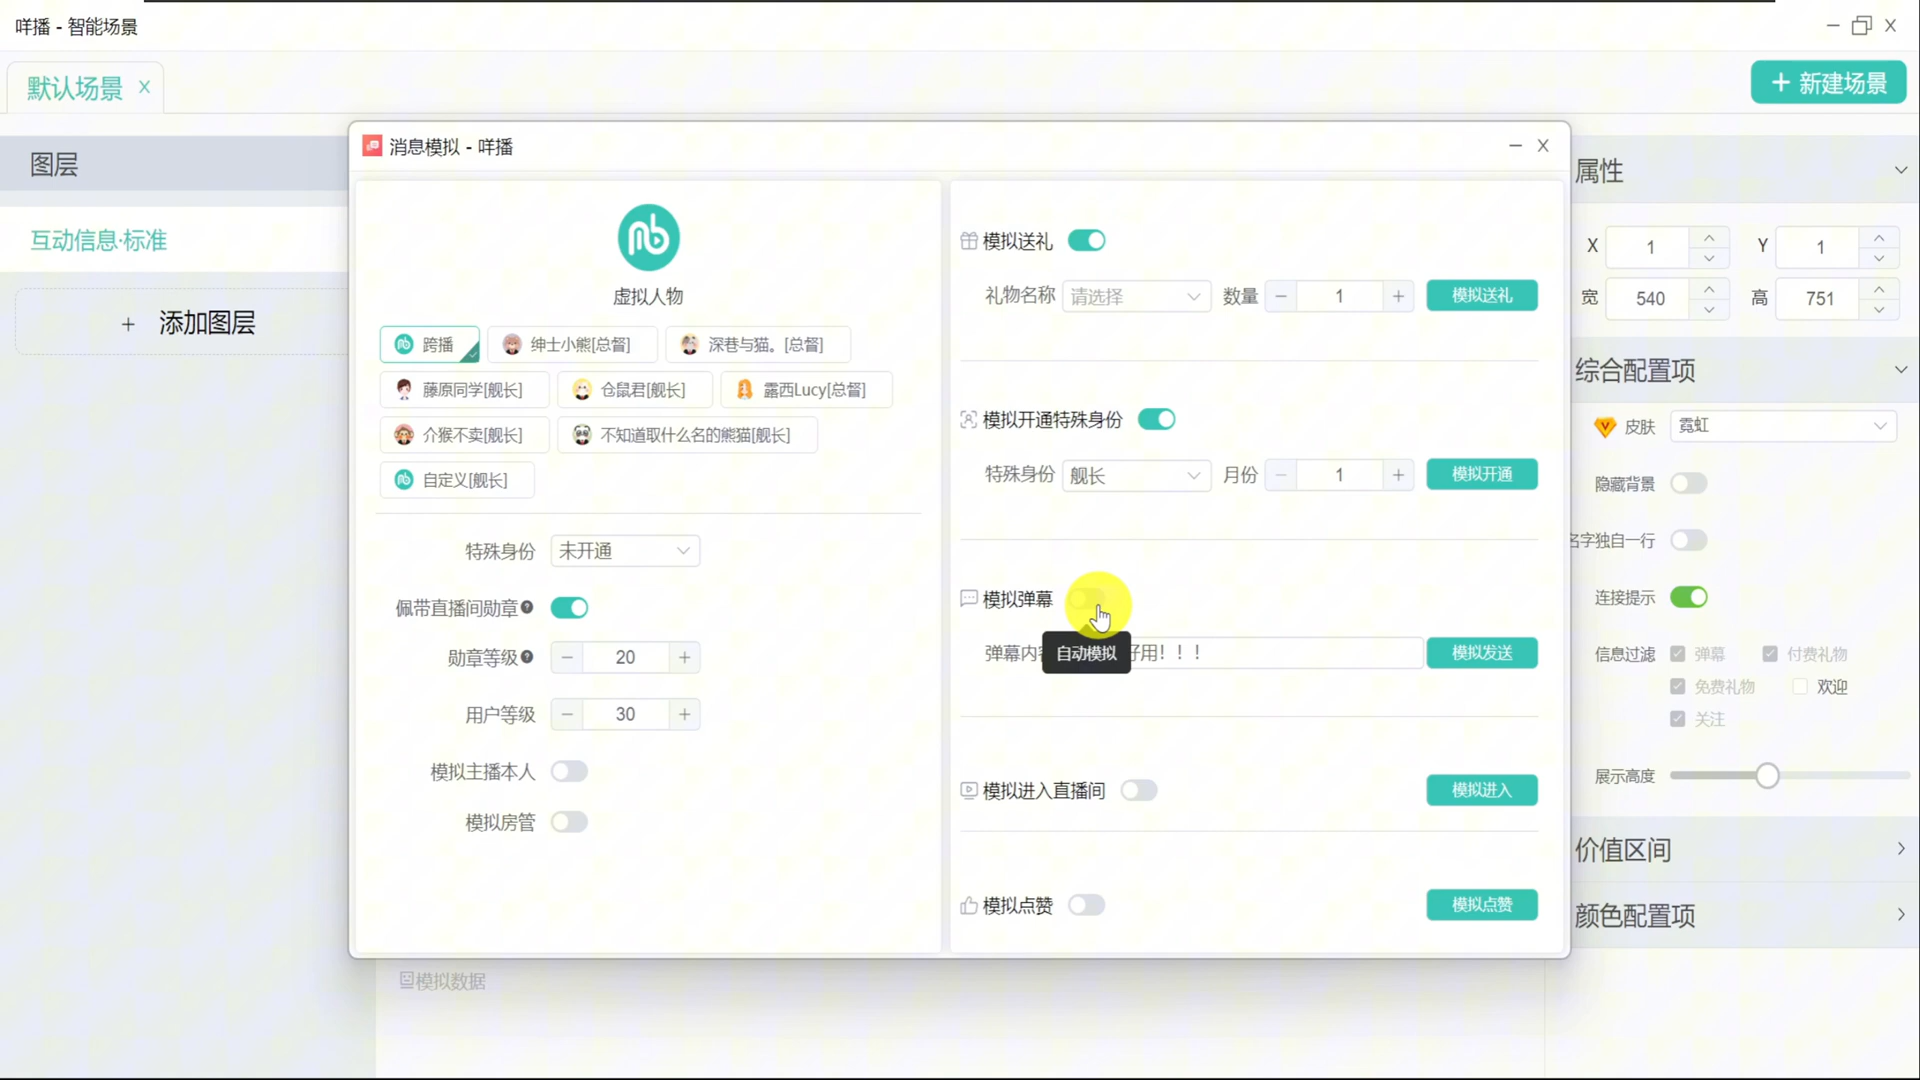 咩播 - 智能场景
默认场景
新建场景
图层
互动信息·标准
添加图层
消息模拟 - 咩播
虚拟人物
跨播
绅士小熊[总督]
深巷与猫。[总督]
藤原同学[舰长]
仓鼠君[舰长]
露西Lucy[总督]
介猴不卖[舰长]
不知道取什么名的熊猫[舰长]
自定义[舰长]
特殊身份 未开通
佩带直播间勋章
勋章等级 20
用户等级 30
模拟主播本人
模拟房管
模拟送礼
礼物名称 请选择 数量 1 模拟送礼
模拟开通特殊身份
特殊身份 舰长 月份 1 模拟开通
模拟弹幕
弹幕内 自动模拟 好用！！！ 模拟发送
模拟进入直播间 模拟进入
模拟点赞 模拟点赞
模拟数据
属性
X 1 Y 1
宽 540 高 751
综合配置项
皮肤 霓虹
隐藏背景
名字独自一行
连接提示
信息过滤 弹幕 付费礼物
免费礼物 欢迎
关注
展示高度
价值区间
颜色配置项